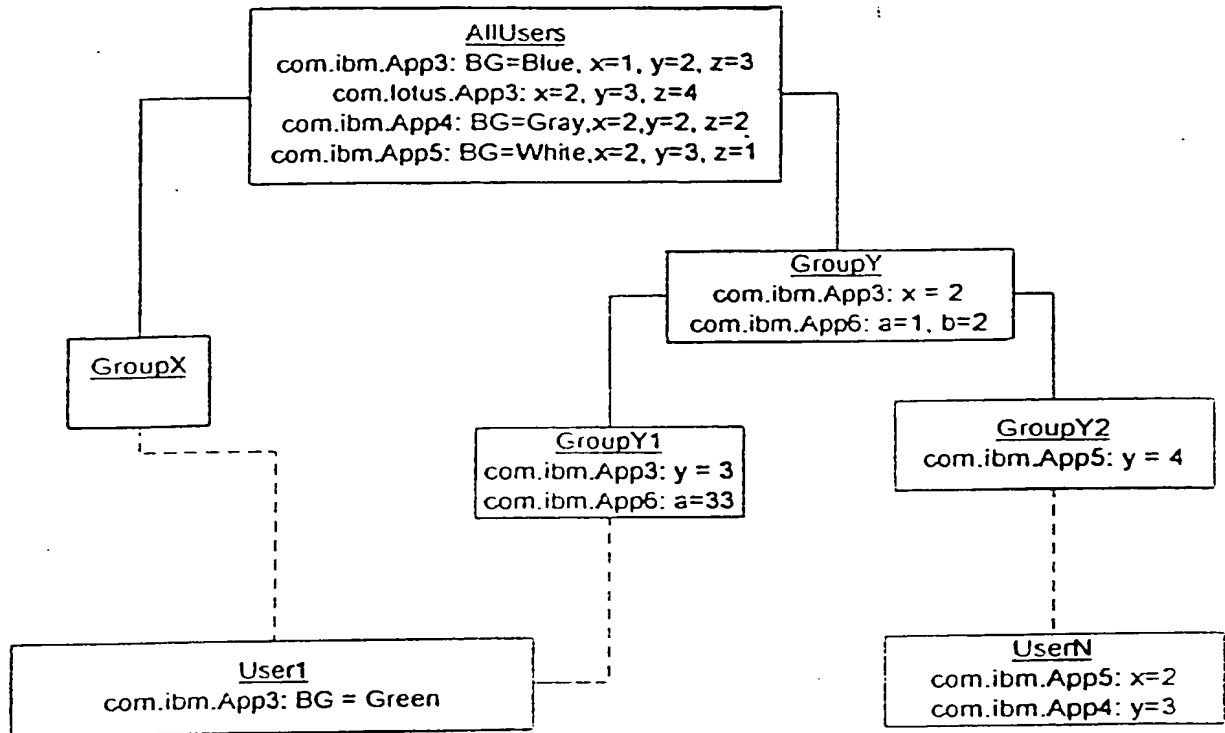 AllUsers
com.ibm.App3: BG=Blue, x=1, y=2, z=3
com.lotus.App3: x=2, y=3, z=4
com.ibm.App4: BG=Gray,x=2,y=2, z=2
com.ibm.App5: BG=White,x=2, y=3, z=1
GroupY
com.ibm.App3: x = 2
com.ibm.App6: a=1, b=2
GroupX
GroupY1
com.ibm.App3: y = 3
com.ibm.App6: a=33
GroupY2
com.ibm.App5: y = 4
User1
com.ibm.App3: BG = Green
UserN
com.ibm.App5: x=2
com.ibm.App4: y=3